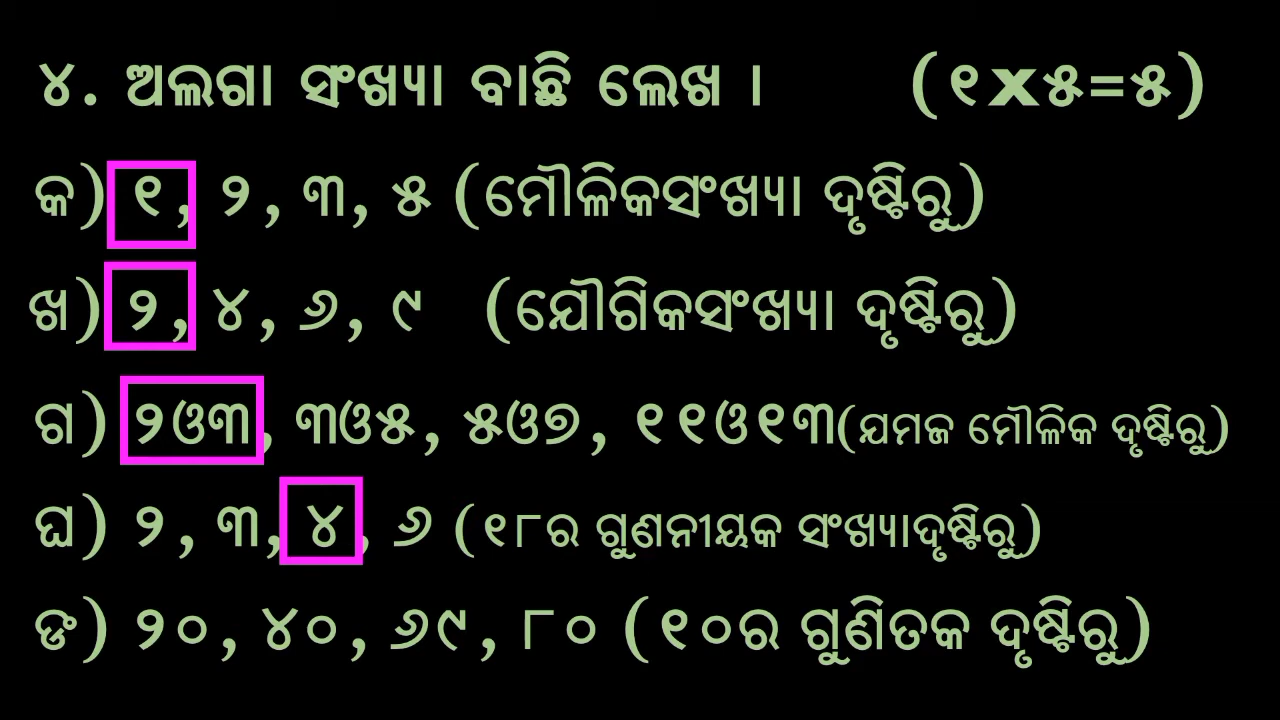 ୪. ଅଲଗା ସଂଖ୍ୟା ବାଛି ଲେଖ । (୧x୫=୫)
କ) ୧, ୨, ୩, ୫ (ମୌଳିକସଂଖ୍ୟା ଦୃଷ୍ଟିରୁ)
ଖ) ୨, ୪, ୬, ୯ (ଯୌଗିକସଂଖ୍ୟା ଦୃଷ୍ଟିରୁ)
ଗ) ୨ଓ୩, ୩ଓ୫, ୫ଓ୭, ୧୧ଓ୧୩(ଯମଜ ମୌଳିକ ଦୃଷ୍ଟିରୁ)
ଘ) ୨, ୩, ୪, ୬ (୧୮ର ଗୁଣନୀୟକ ସଂଖ୍ୟାଦୃଷ୍ଟିରୁ)
ଙ) ୨୦, ୪୦, ୬୯, ୮୦ (୧୦ର ଗୁଣିତକ ଦୃଷ୍ଟିରୁ)